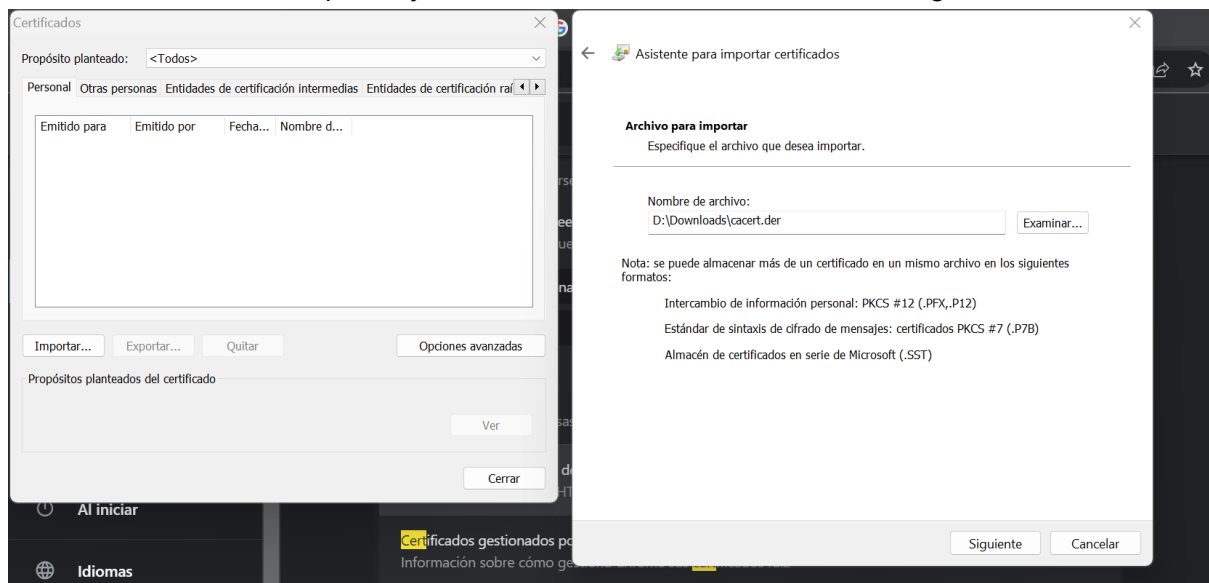 Certificados
Propósito planteado: <Todos>
Personal Otras personas Entidades de certificación intermedias Entidades de certificación raí
Emitido para Emitido por Fecha... Nombre d...
Importar... Exportar... Quitar Opciones avanzadas
Propósitos planteados del certificado
Ver
Cerrar
Asistente para importar certificados
Archivo para importar
Especifique el archivo que desea importar.
Nombre de archivo:
D:\Downloads\cacert.der Examinar...
Nota: se puede almacenar más de un certificado en un mismo archivo en los siguientes
formatos:
Intercambio de información personal: PKCS #12 (.PFX,.P12)
Estándar de sintaxis de cifrado de mensajes: certificados PKCS #7 (.P7B)
Almacén de certificados en serie de Microsoft (.SST)
Siguiente Cancelar
Al iniciar
Idiomas
Certificados gestionados
Información sobre cómo